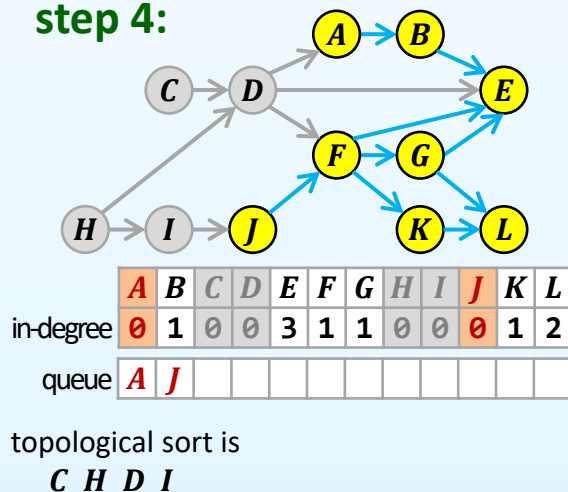 step 4:
A B
C D E
F G
H I J K L
A B C D E F G H I J K L
in-degree 0 1 0 0 3 1 1 0 0 0 1 2
queue A J
topological sort is
C H D I